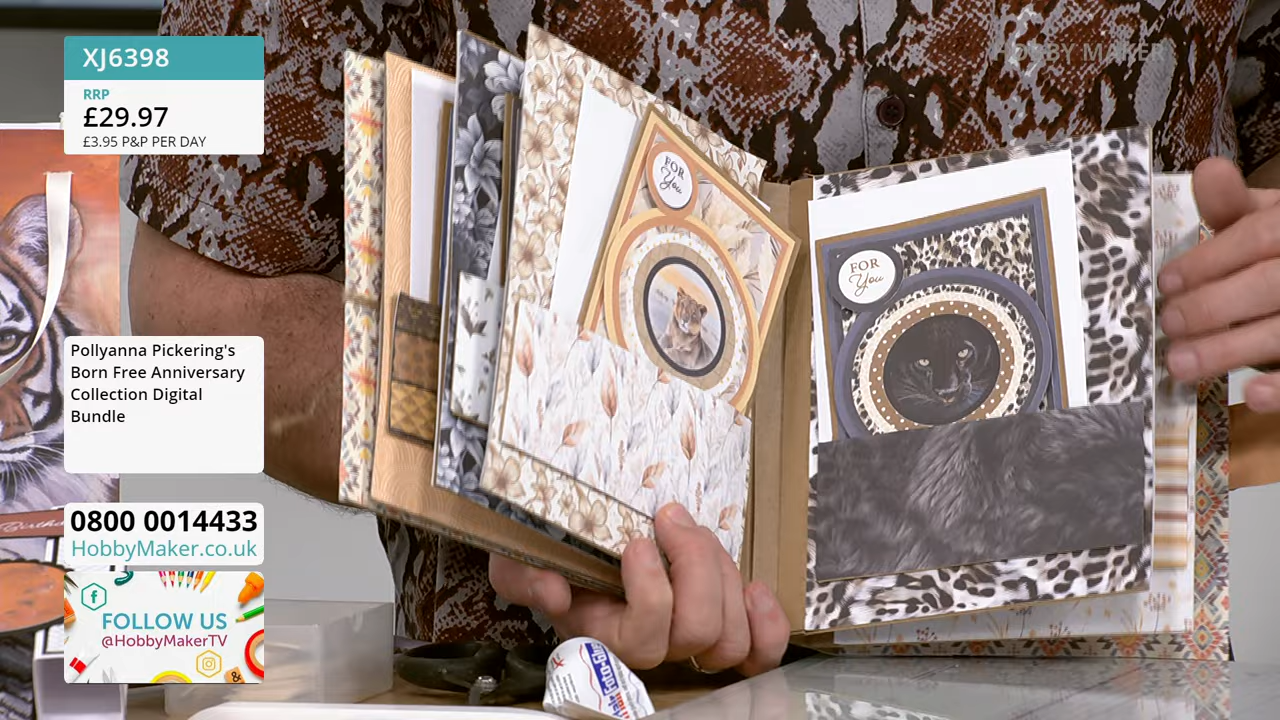 HOBBY MAKER
XJ6398
RRP
£29.97
£3.95 P&P PER DAY
FOR
You
FOR
You
Pollyanna Pickering's
Born Free Anniversary
Collection Digital
Bundle
0800 0014433
HobbyMaker.co.uk
FOLLOW US
@HobbyMakerTV